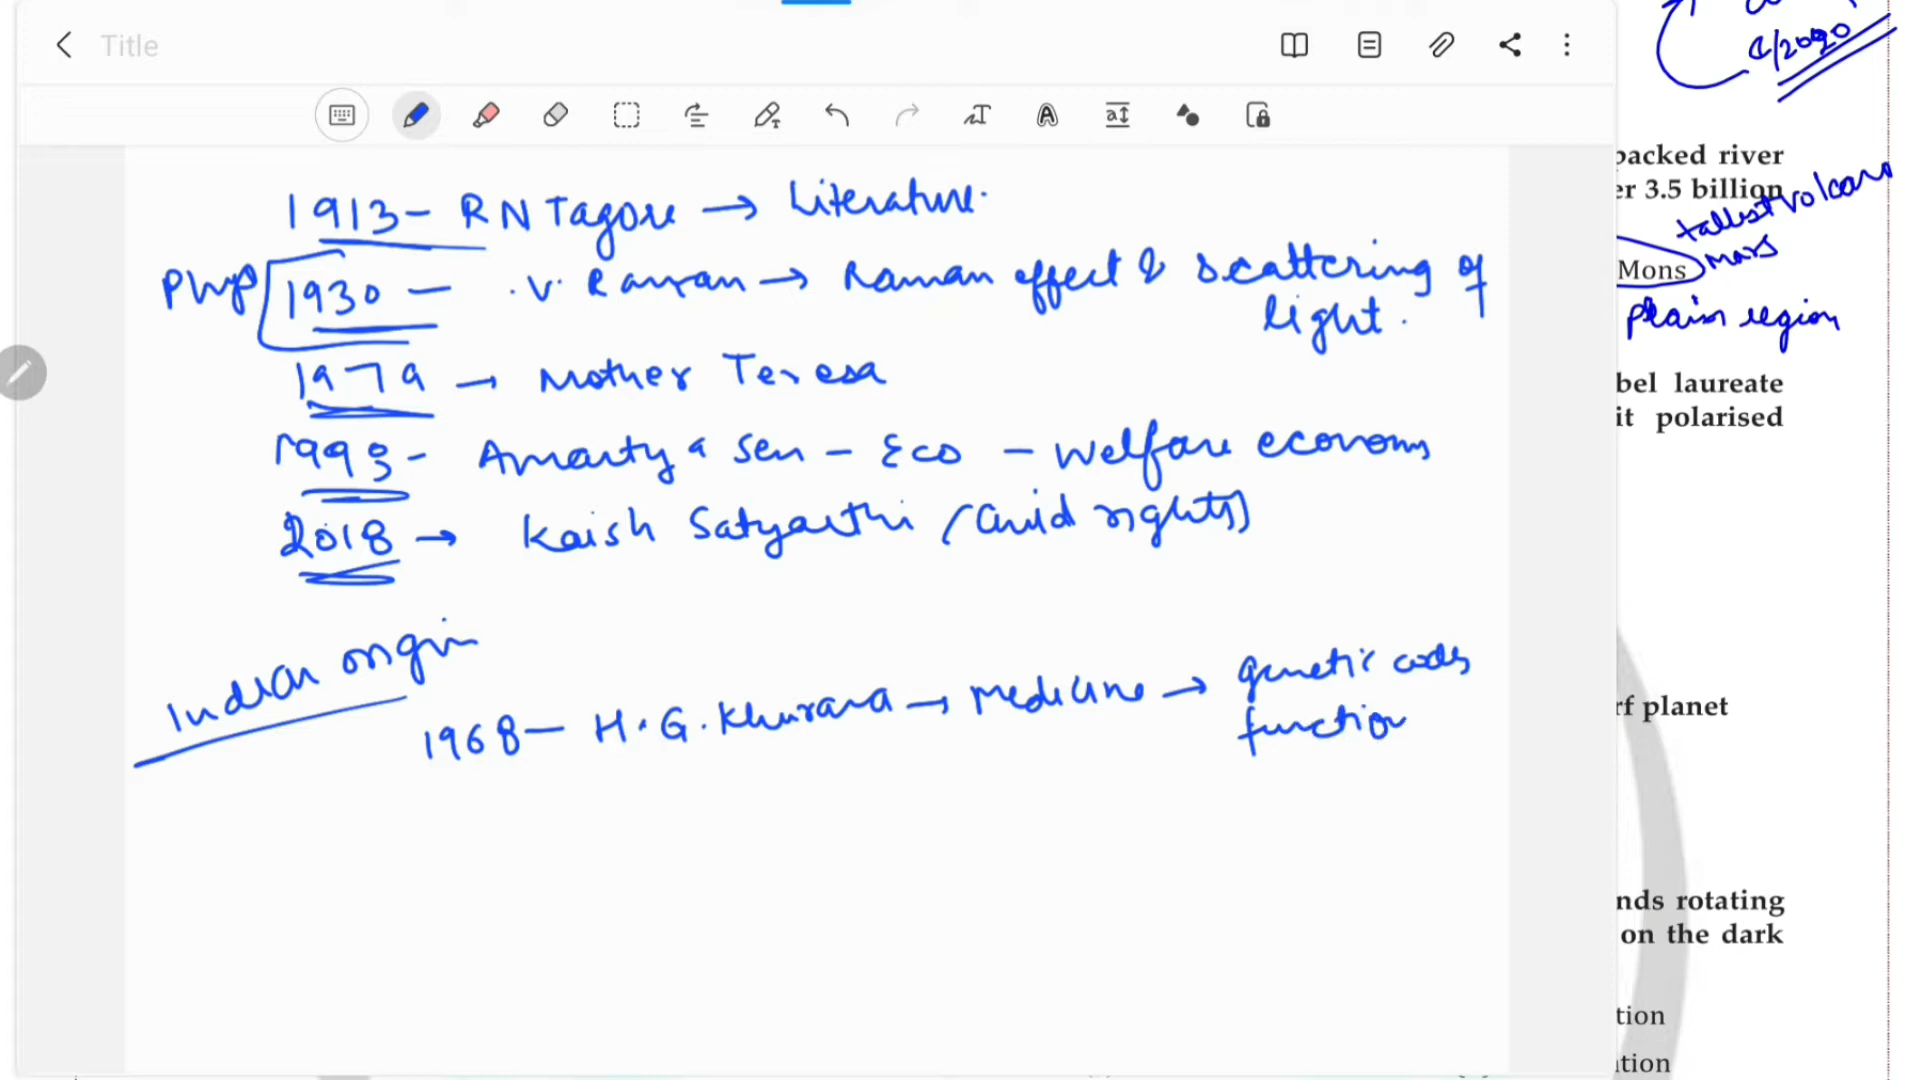 Title
1913 - RN Tagore → Literature.
Phy 1930 - .V. Raman → Raman effect & scattering of
light.
1979 → Mother Teresa
1998 - Amartya Sen - Eco - Welfare economy
2018 → Kaish Satyarthi (Child rights)
Indian origin
1968 - H.G. Khurana → Medicine → genetic codes
function
2020
packed river
er 3.5 billion
tallest volcano
Mons mars
Plain region
bel laureate
it polarised
rf planet
nds rotating
on the dark
tion
ation